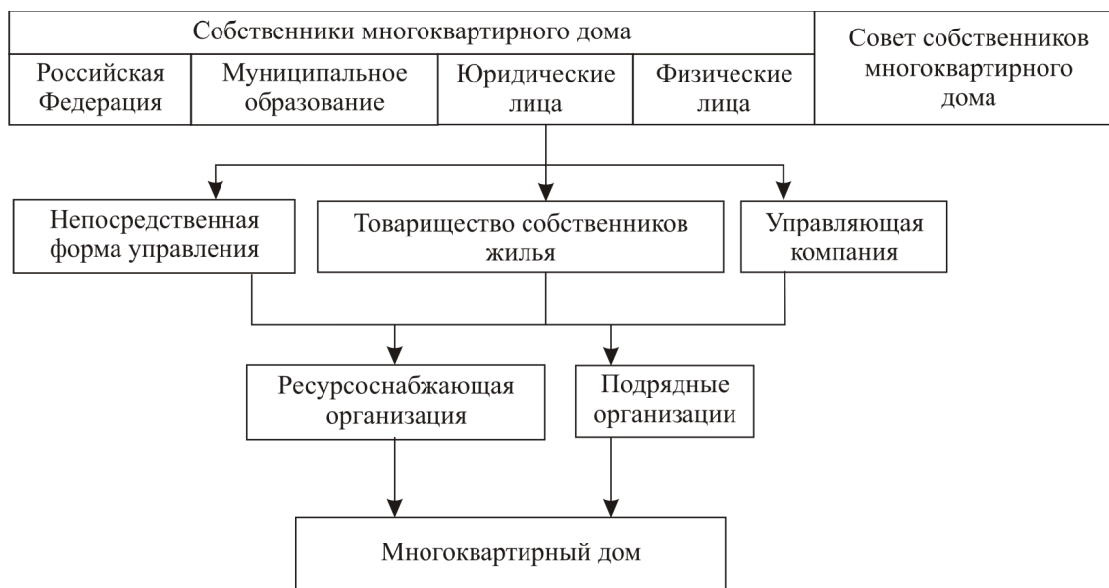 Собственники многоквартирного дома
Российская
Федерация
Муниципальное
образование
Юридические
лица
Физические
лица
Совет собственников
многоквартирного
дома
Непосредственная
форма управления
Товарищество собственников
жилья
Управляющая
компания
Ресурсоснабжающая
организация
Подрядные
организации
Многоквартирный дом